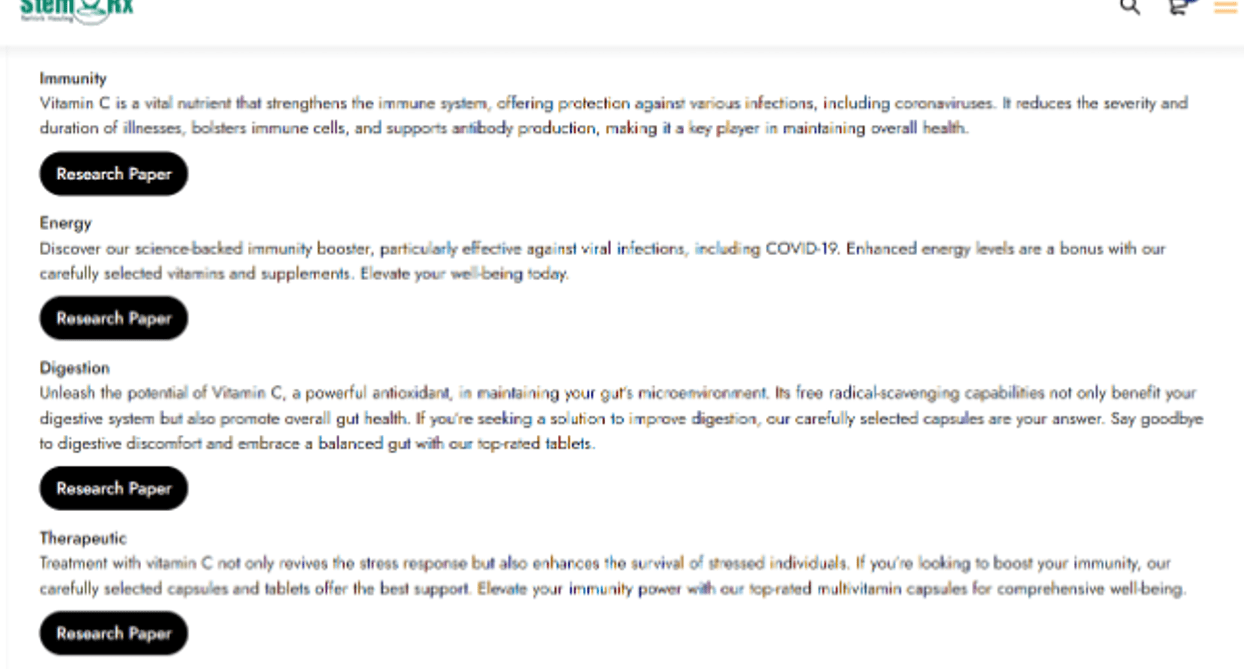 Stem Rx
Immunity
Vitamin C is a vital nutrient that strengthens the immune system, offering protection against various infections, including coronaviruses. It reduces the severity and
duration of illnesses, bolsters immune cells, and supports antibody production, making it a key player in maintaining overall health.
Research Paper
Energy
Discover our science-backed immunity booster, particularly effective against viral infections, including COVID-19. Enhanced energy levels are a bonus with our
carefully selected vitamins and supplements. Elevate your well-being today.
Research Paper
Digestion
Unleash the potential of Vitamin C, a powerful antioxidant, in maintaining your gut's microenvironment. Its free radical-scavenging capabilities not only benefit your
digestive system but also promote overall gut health. If you're seeking a solution to improve digestion, our carefully selected capsules are your answer. Say goodbye
to digestive discomfort and embrace a balanced gut with our top-rated tablets.
Research Paper
Therapeutic
Treatment with vitamin C not only revives the stress response but also enhances the survival of stressed individuals. If you're looking to boost your immunity, our
carefully selected capsules and tablets offer the best support. Elevate your immunity power with our top-rated multivitamin capsules for comprehensive well-being.
Research Paper